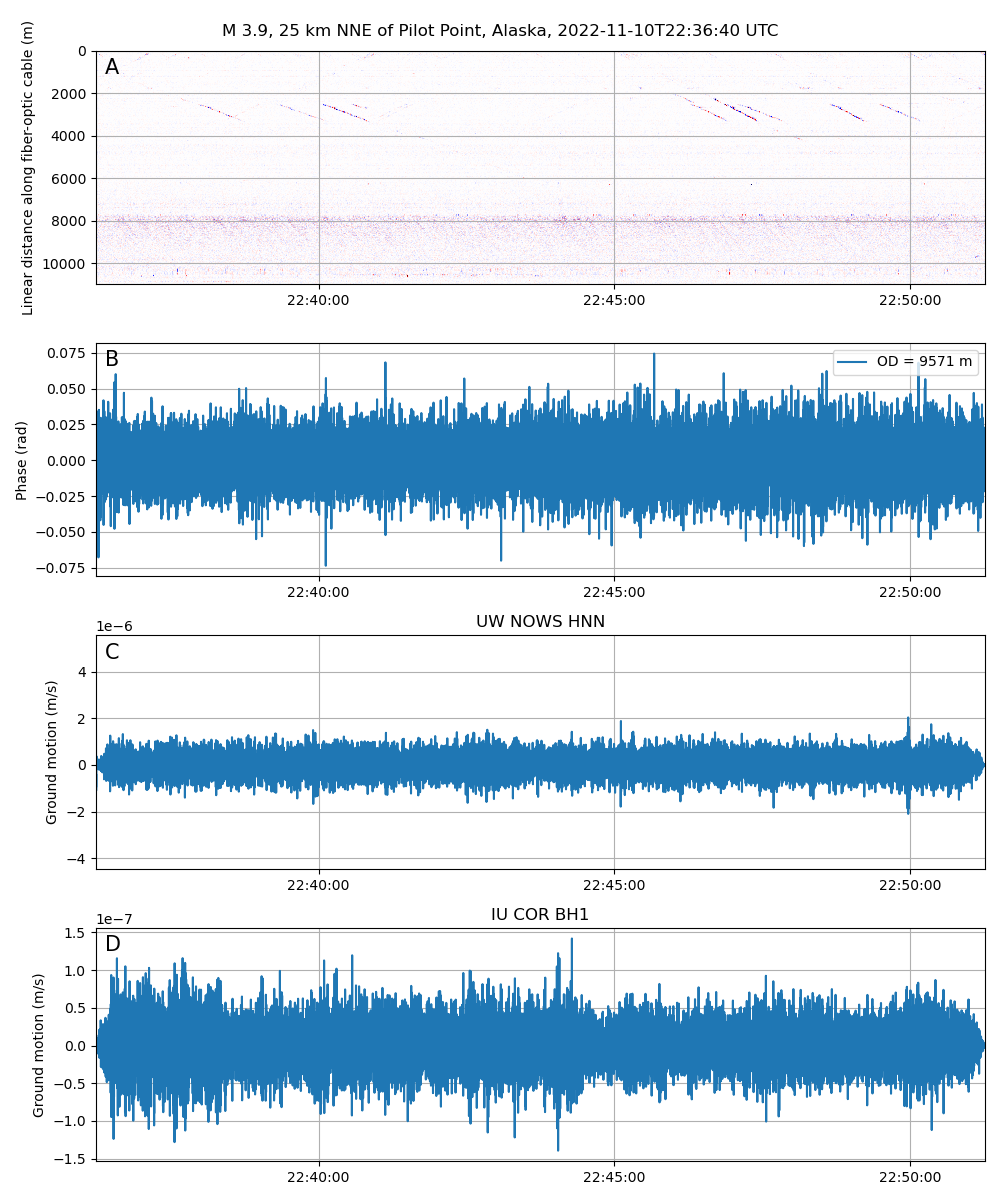 M 3.9, 25 km NNE of Pilot Point, Alaska, 2022-11-10T22:36:40 UTC
A
Linear distance along fiber-optic cable (m)
0
2000
4000
6000
8000
10000
22:40:00
22:45:00
22:50:00
B
OD = 9571 m
Phase (rad)
0.075
0.050
0.025
0.000
−0.025
−0.050
−0.075
22:40:00
22:45:00
22:50:00
UW NOWS HNN
1e−6
C
Ground motion (m/s)
4
2
0
−2
−4
22:40:00
22:45:00
22:50:00
IU COR BH1
1e−7
D
Ground motion (m/s)
1.5
1.0
0.5
0.0
−0.5
−1.0
−1.5
22:40:00
22:45:00
22:50:00